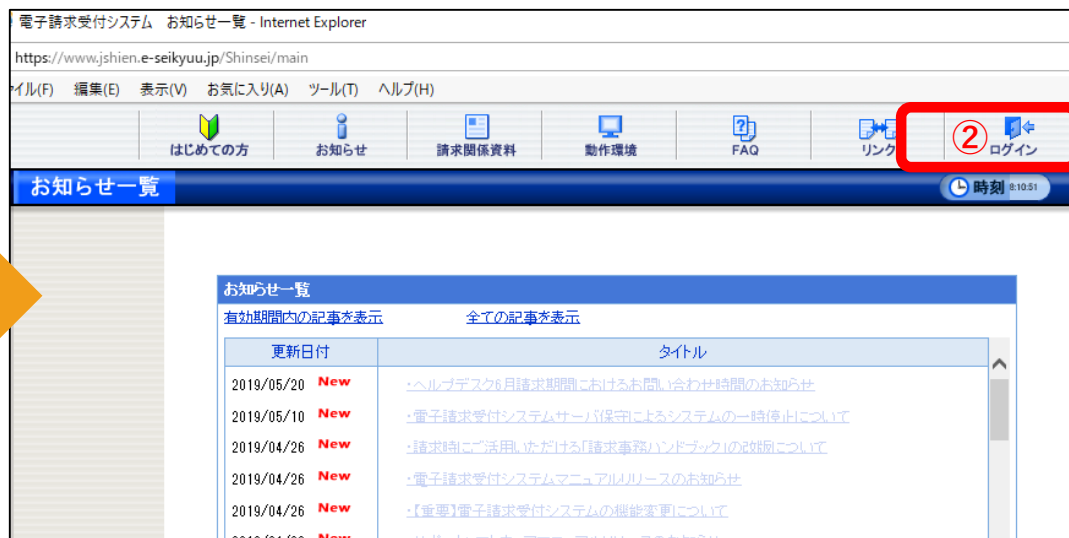 電子請求受付システム　お知らせ一覧 - Internet Explorer
https://www.jshien.e-seikyuu.jp/Shinsei/main
イル(F) 編集(E) 表示(V) お気に入り(A) ツール(T) ヘルプ(H)
はじめての方 お知らせ 請求関係資料 動作環境 FAQ リンク ② ログイン
お知らせ一覧 時刻 8:10:51
お知らせ一覧
有効期間内の記事を表示 全ての記事を表示
更新日付 タイトル
2019/05/20 New ・ヘルプデスク6月請求期間におけるお問い合わせ時間のお知らせ
2019/05/10 New ・電子請求受付システムサーバ保守によるシステムの一時停止について
2019/04/26 New ・請求時にご活用いただける「請求事務ハンドブック」の改版について
2019/04/26 New ・電子請求受付システムマニュアルリリースのお知らせ
2019/04/26 New ・【重要】電子請求受付システムの機能変更について